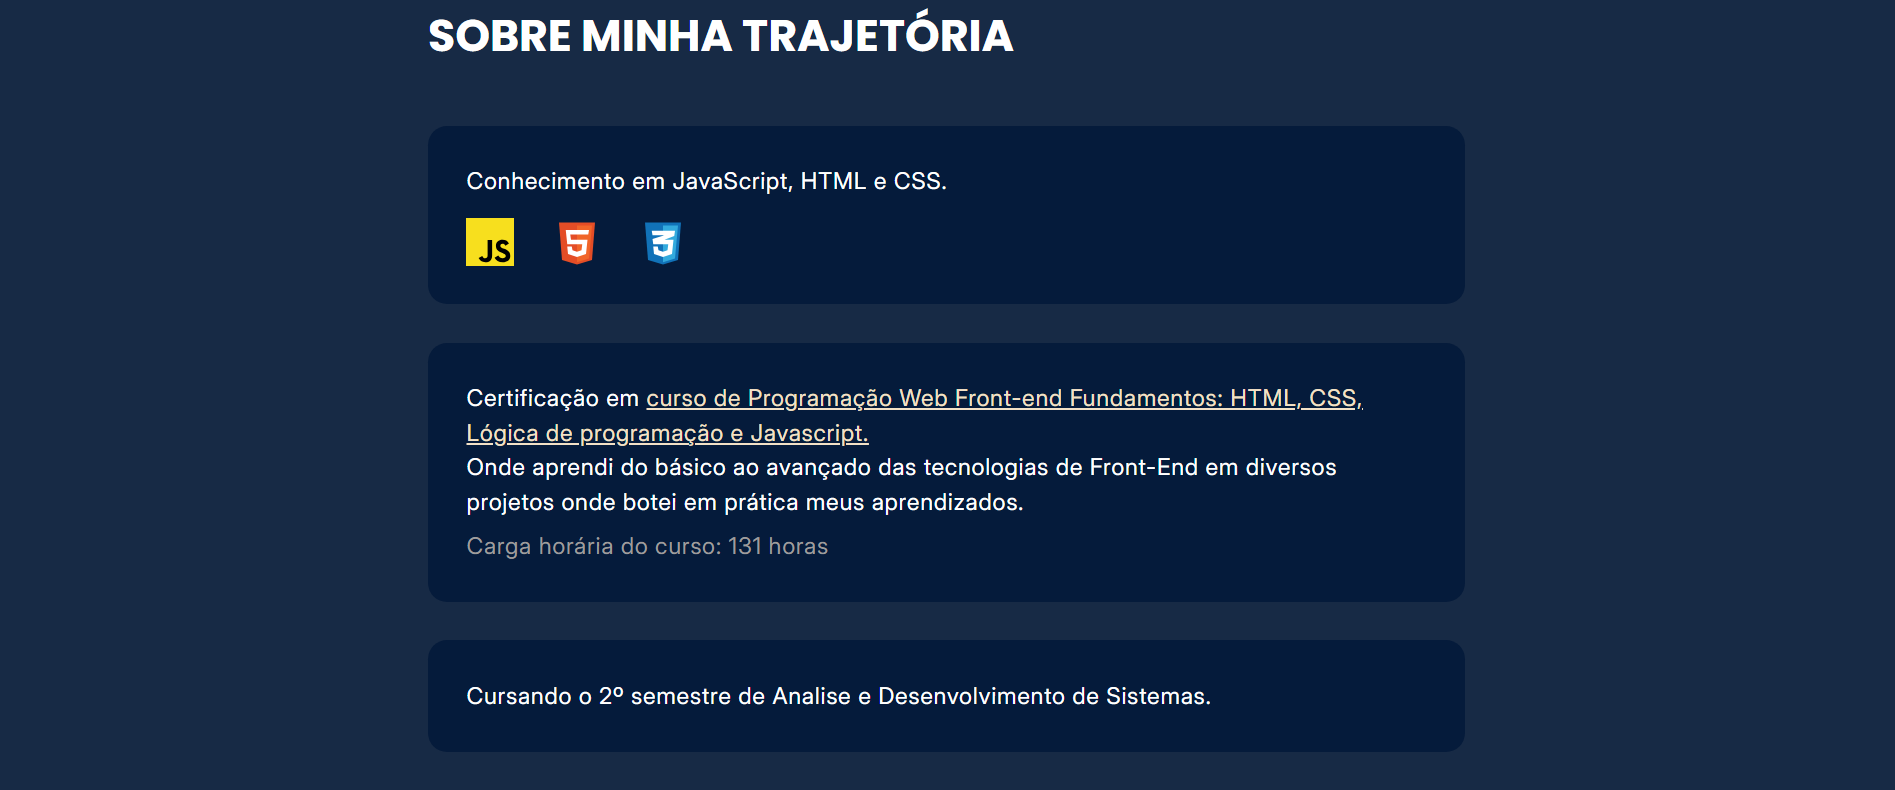 SOBRE MINHA TRAJETÓRIA
Conhecimento em JavaScript, HTML e CSS.
JS 5 3
Certificação em curso de Programação Web Front-end Fundamentos: HTML, CSS,
Lógica de programação e Javascript.
Onde aprendi do básico ao avançado das tecnologias de Front-End em diversos
projetos onde botei em prática meus aprendizados.
Carga horária do curso: 131 horas
Cursando o 2º semestre de Analise e Desenvolvimento de Sistemas.